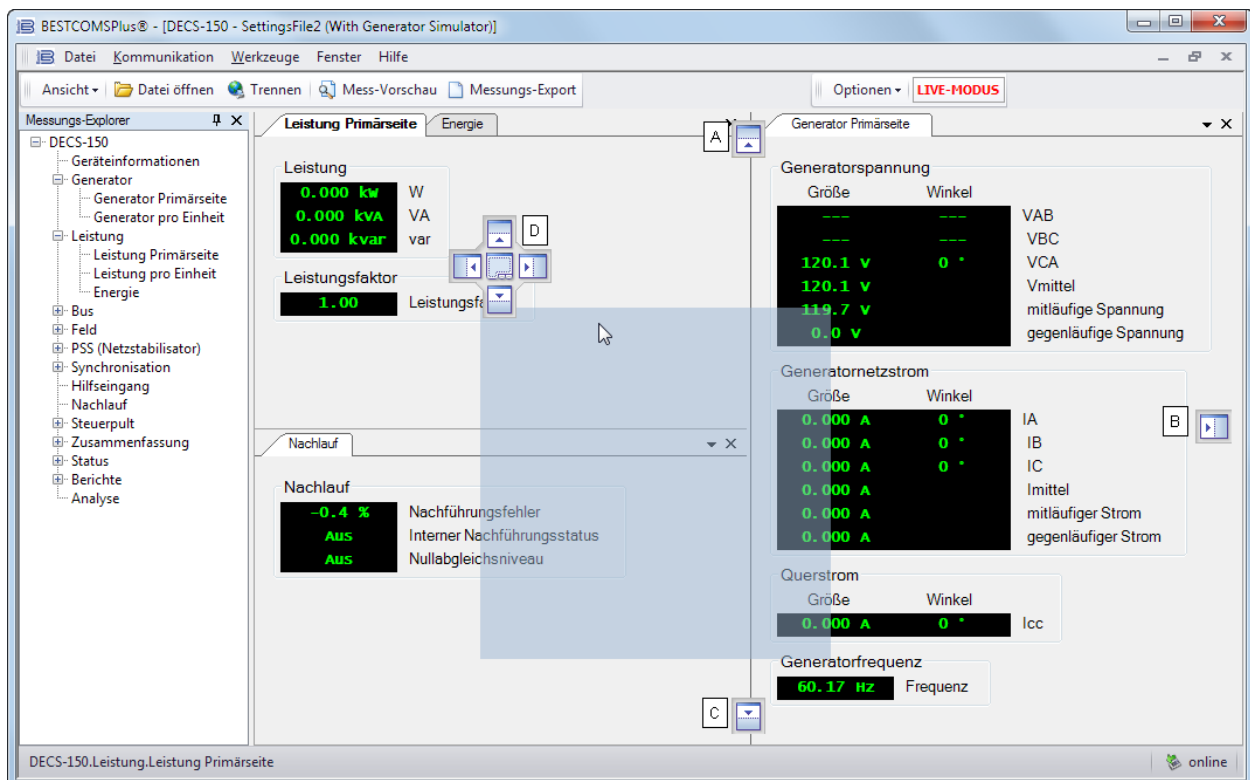 BESTCOMSPlus® - [DECS-150 - SettingsFile2 (With Generator Simulator)]
Datei Kommunikation Werkzeuge Fenster Hilfe
Ansicht Datei öffnen Trennen Mess-Vorschau Messungs-Export Optionen LIVE-MODUS
Messungs-Explorer
DECS-150
Geräteinformationen
Generator
Generator Primärseite
Generator pro Einheit
Leistung
Leistung Primärseite
Leistung pro Einheit
Energie
Bus
Feld
PSS (Netzstabilisator)
Synchronisation
Hilfseingang
Nachlauf
Steuerpult
Zusammenfassung
Status
Berichte
Analyse
Leistung Primärseite Energie
A
Leistung
0.000 kW W
0.000 kVA VA
0.000 kvar var
D
Leistungsfaktor
1.00
Nachlauf
Nachlauf
-0.4 % Nachführungsfehler
Aus Interner Nachführungsstatus
Aus Nullabgleichsniveau
C
Generator Primärseite
Generatorspannung
Größe Winkel
--- --- VAB
--- --- VBC
120.1 V 0 ° VCA
120.1 V Vmittel
119.7 V mitläufige Spannung
0.0 V gegenläufige Spannung
Generatornetzstrom
Größe Winkel
0.000 A 0 ° IA
0.000 A 0 ° IB
0.000 A 0 ° IC
0.000 A Imittel
0.000 A mitläufiger Strom
0.000 A gegenläufiger Strom
B
Querstrom
Größe Winkel
0.000 A 0 ° Icc
Generatorfrequenz
60.17 Hz Frequenz
DECS-150.Leistung.Leistung Primärseite online